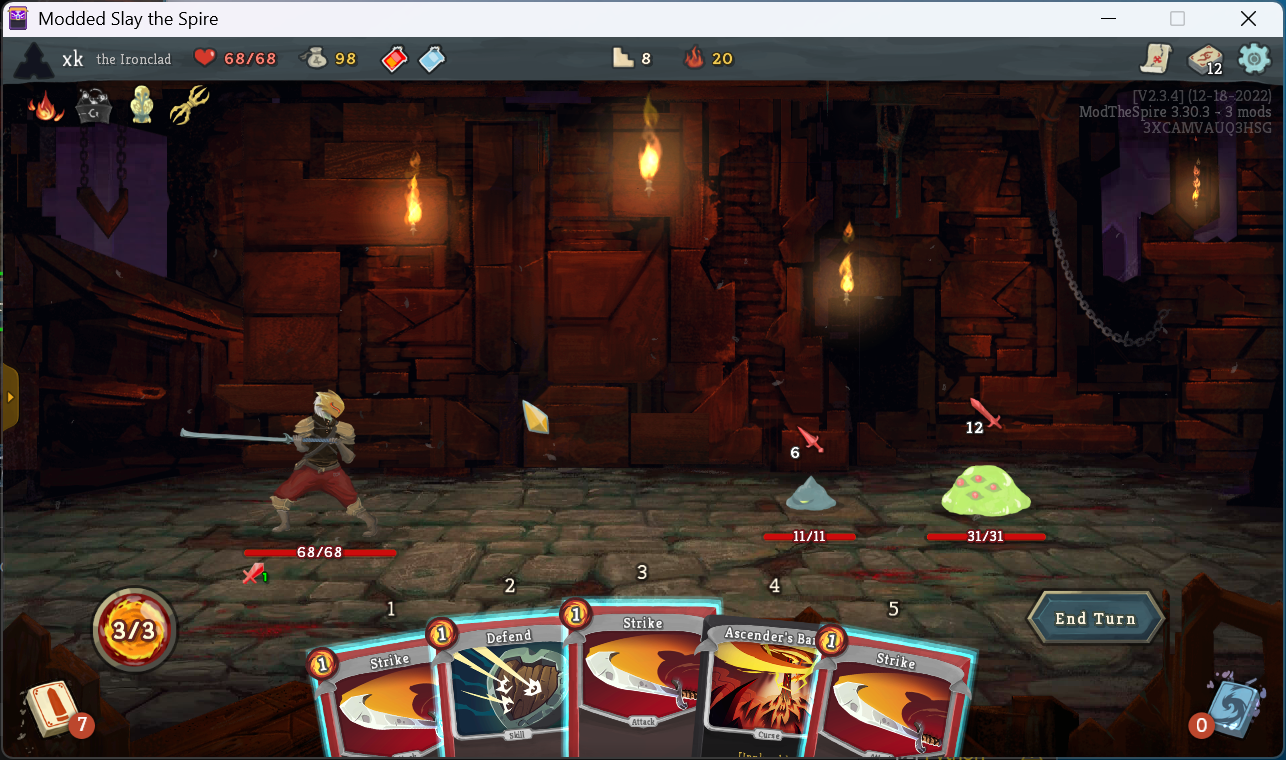 Modded Slay the Spire
xk the Ironclad 68/68 98 8 20 12
[V2.3.4] (12-18-2022)
ModTheSpire 3.30.3 - 3 mods
3XCAMVAUQ3HSG
12
6
11/11 31/31
68/68
1
1 2 3 4 5
3/3
End Turn
1 Strike
1 Defend
Skill
1 Strike
Attack
Ascender's Ba
Curse
1 Strike
7
0